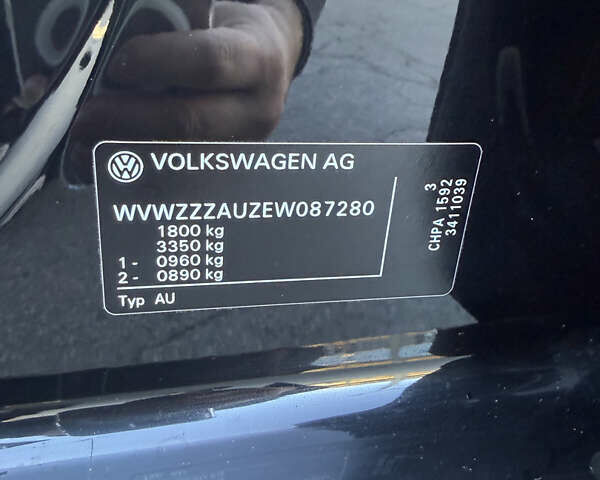 VOLKSWAGEN AG
WVWZZZAUZEW087280
1800 kg
3350 kg
1 - 0960 kg
2 - 0890 kg
Typ AU
3
CHPA 1592
3411039